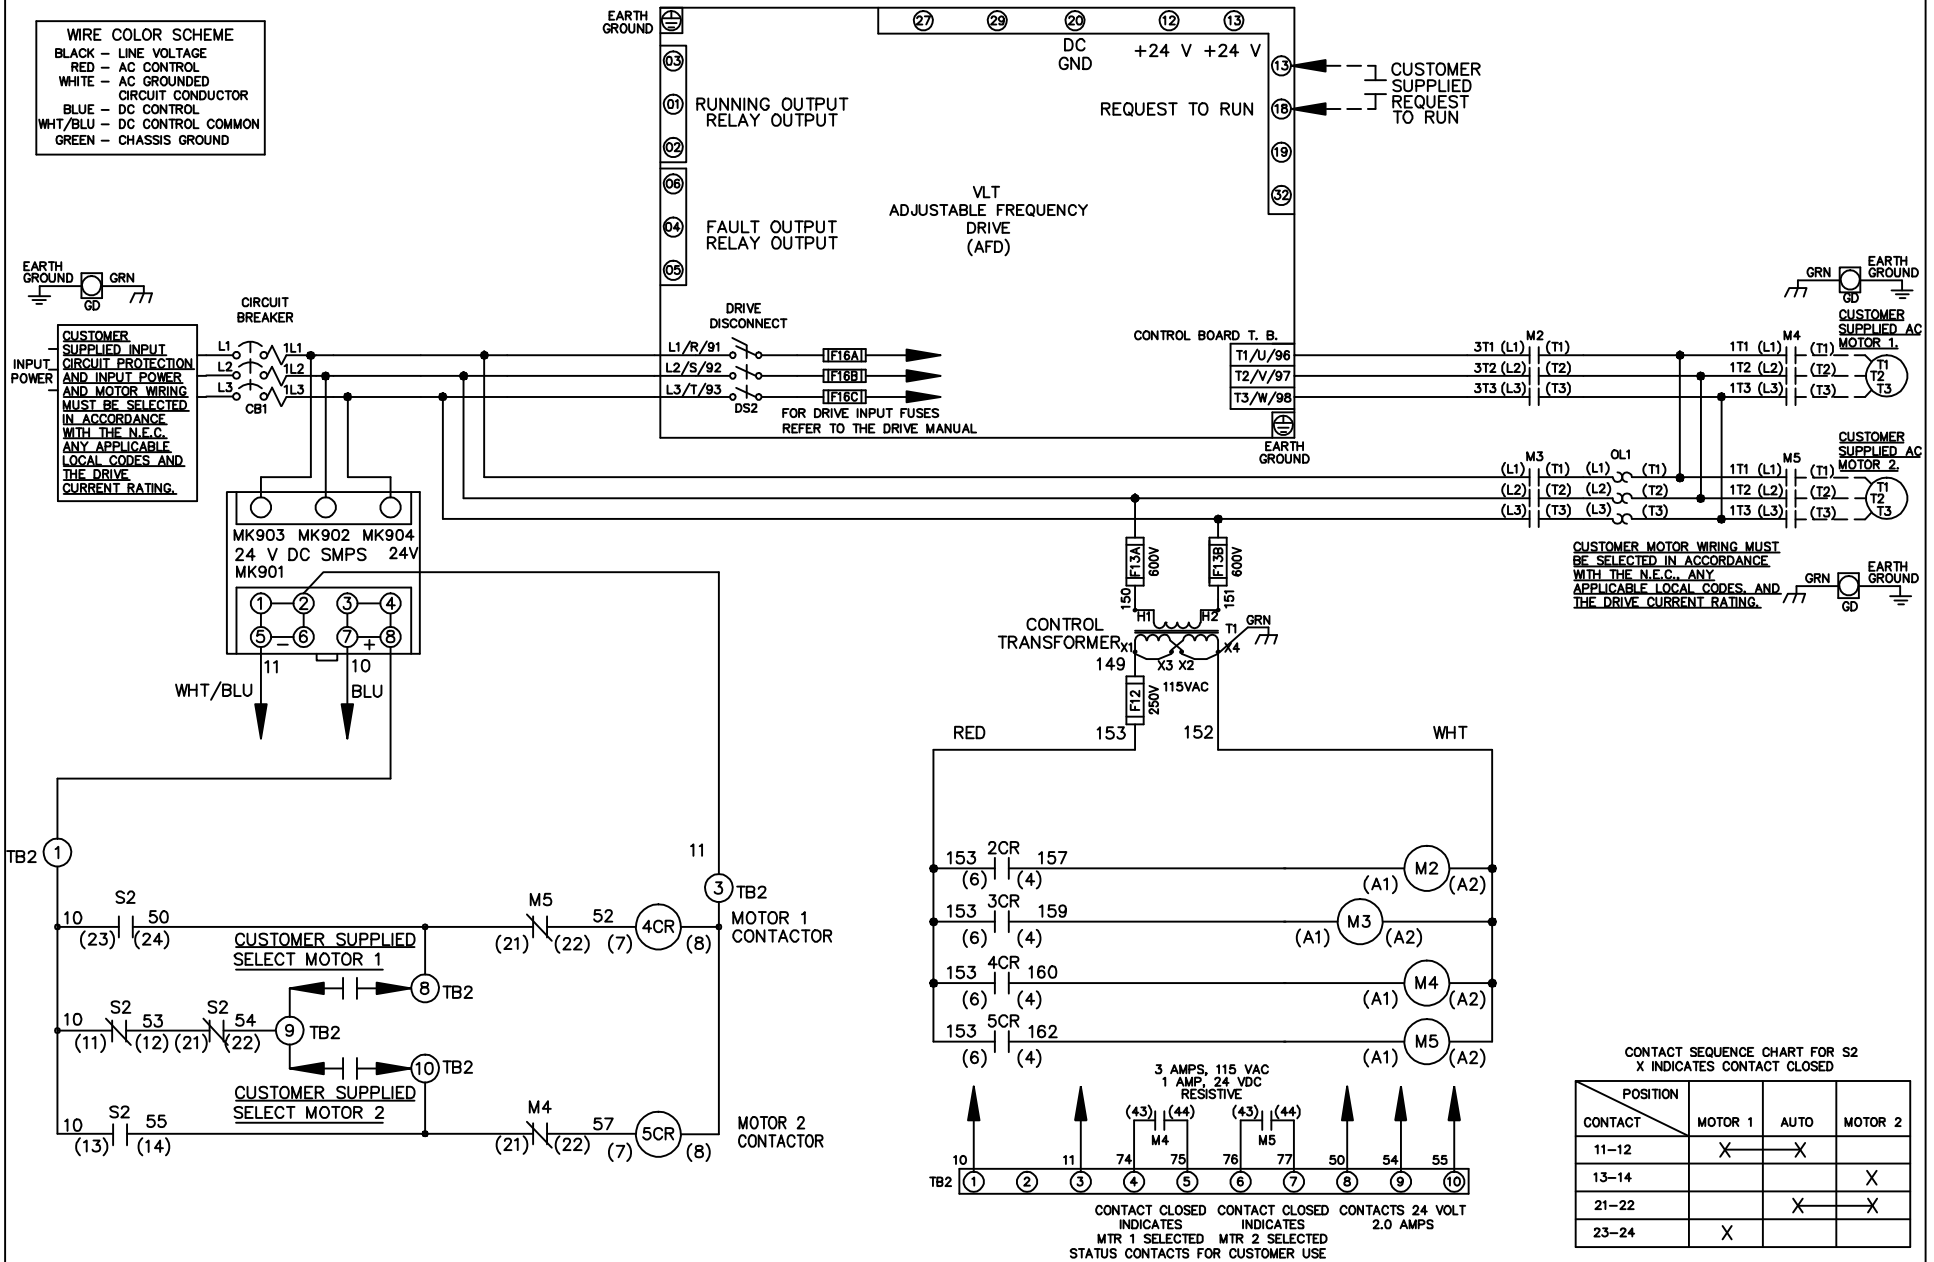 WIRE COLOR SCHEME
BLACK – LINE VOLTAGE
RED – AC CONTROL
WHITE – AC GROUNDED
CIRCUIT CONDUCTOR
BLUE – DC CONTROL
WHT/BLU – DC CONTROL COMMON
GREEN – CHASSIS GROUND
EARTH
GROUND
27 29 20 12 13
DC
GND
+24 V +24 V
03
01
02
RUNNING OUTPUT
RELAY OUTPUT
06
04
05
FAULT OUTPUT
RELAY OUTPUT
VLT
ADJUSTABLE FREQUENCY
DRIVE
(AFD)
REQUEST TO RUN
13
18
19
32
CUSTOMER
SUPPLIED
REQUEST
TO RUN
EARTH
GROUND
GRN
GD
CIRCUIT
BREAKER
INPUT
POWER
CUSTOMER
SUPPLIED INPUT
CIRCUIT PROTECTION
AND INPUT POWER
AND MOTOR WIRING
MUST BE SELECTED
IN ACCORDANCE
WITH THE N.E.C.
ANY APPLICABLE
LOCAL CODES AND
THE DRIVE
CURRENT RATING.
L1 1L1
L2 1L2
L3 1L3
CB1
DRIVE
DISCONNECT
L1/R/91 F16A
L2/S/92 F16B
L3/T/93 F16C
DS2
FOR DRIVE INPUT FUSES
REFER TO THE DRIVE MANUAL
CONTROL BOARD T. B.
T1/U/96
T2/V/97
T3/W/98
EARTH
GROUND
M2
3T1 (L1) (T1)
3T2 (L2) (T2)
3T3 (L3) (T3)
M4
1T1 (L1) (T1)
1T2 (L2) (T2)
1T3 (L3) (T3)
GRN
EARTH
GROUND
GD
CUSTOMER
SUPPLIED AC
MOTOR 1.
T1
T2
T3
M3 OL1
(L1) (T1) (L1) (T1)
(L2) (T2) (L2) (T2)
(L3) (T3) (L3) (T3)
M5
1T1 (L1) (T1)
1T2 (L2) (T2)
1T3 (L3) (T3)
CUSTOMER
SUPPLIED AC
MOTOR 2.
T1
T2
T3
CUSTOMER MOTOR WIRING MUST
BE SELECTED IN ACCORDANCE
WITH THE N.E.C., ANY
APPLICABLE LOCAL CODES, AND
THE DRIVE CURRENT RATING.
GRN
EARTH
GROUND
GD
MK903 MK902 MK904
24 V DC SMPS 24V
MK901
1 2 3 4
5 – 6 7 + 8
11 10
WHT/BLU BLU
F13A 600V F13B 600V
150 151
H1 H2
CONTROL
TRANSFORMER
T1 GRN
X1 X3 X2 X4
149
115VAC
F12 250V
153 152
RED WHT
TB2 1
11
3 TB2
S2
10 50
(23) (24)
M5
(21) (22)
52
(7) 4CR (8)
MOTOR 1
CONTACTOR
CUSTOMER SUPPLIED
SELECT MOTOR 1
8 TB2
S2 S2
10 53 54
(11) (12) (21) (22)
9 TB2
10 TB2
CUSTOMER SUPPLIED
SELECT MOTOR 2
S2
10 55
(13) (14)
M4
(21) (22)
57
(7) 5CR (8)
MOTOR 2
CONTACTOR
2CR
153 157 M2
(6) (4) (A1) (A2)
3CR
153 159 M3
(6) (4) (A1) (A2)
4CR
153 160 M4
(6) (4) (A1) (A2)
5CR
153 162 M5
(6) (4) (A1) (A2)
3 AMPS, 115 VAC
1 AMP, 24 VDC
RESISTIVE
(43) (44) (43) (44)
M4 M5
10 11 74 75 76 77 50 54 55
TB2 1 2 3 4 5 6 7 8 9 10
CONTACT CLOSED
INDICATES
MTR 1 SELECTED
CONTACT CLOSED
INDICATES
MTR 2 SELECTED
CONTACTS 24 VOLT
2.0 AMPS
STATUS CONTACTS FOR CUSTOMER USE
CONTACT SEQUENCE CHART FOR S2
X INDICATES CONTACT CLOSED
POSITION
CONTACT MOTOR 1 AUTO MOTOR 2
11–12 X X
13–14 X
21–22 X X
23–24 X